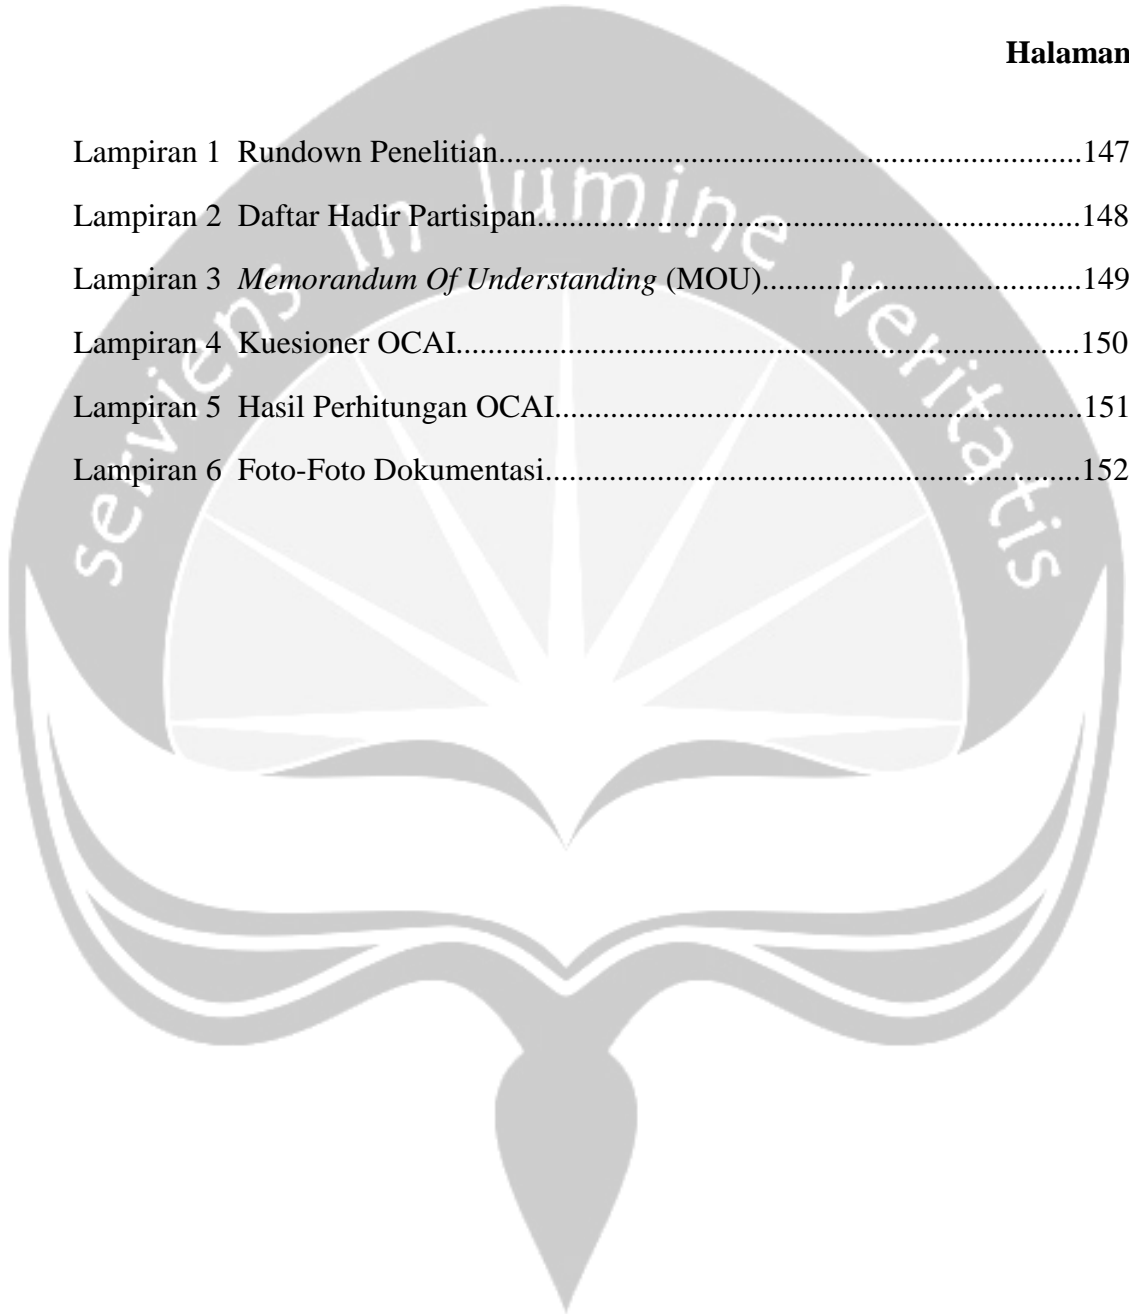 Halaman
Lampiran 1 Rundown Penelitian.........................................................................147
Lampiran 2 Daftar Hadir Partisipan....................................................................148
Lampiran 3 Memorandum Of Understanding (MOU)........................................149
Lampiran 4 Kuesioner OCAI..............................................................................150
Lampiran 5 Hasil Perhitungan OCAI..................................................................151
Lampiran 6 Foto-Foto Dokumentasi...................................................................152
serviens in lumine veritatis